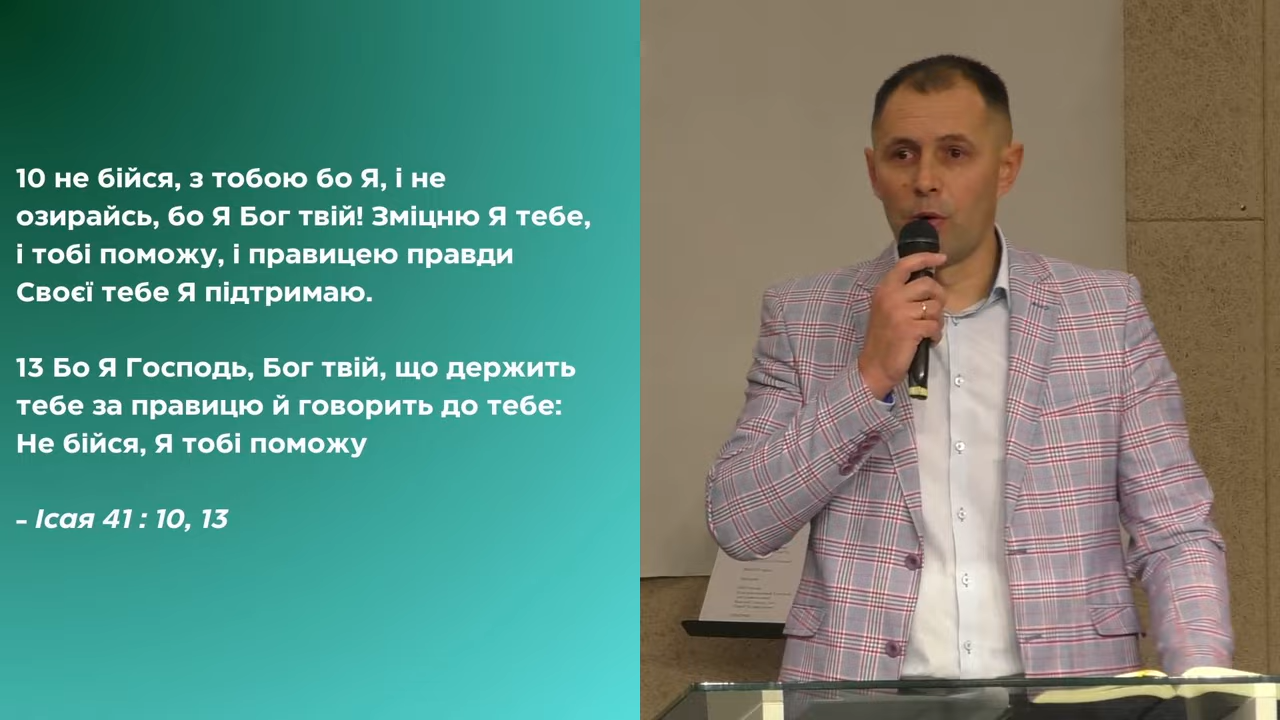 10 не бійся, з тобою бо Я, і не
озирайсь, бо Я Бог твій! Зміцню Я тебе,
і тобі поможу, і правицею правди
Своєї тебе Я підтримаю.
13 Бо Я Господь, Бог твій, що держить
тебе за правицю й говорить до тебе:
Не бійся, Я тобі поможу
- Ісая 41 : 10, 13